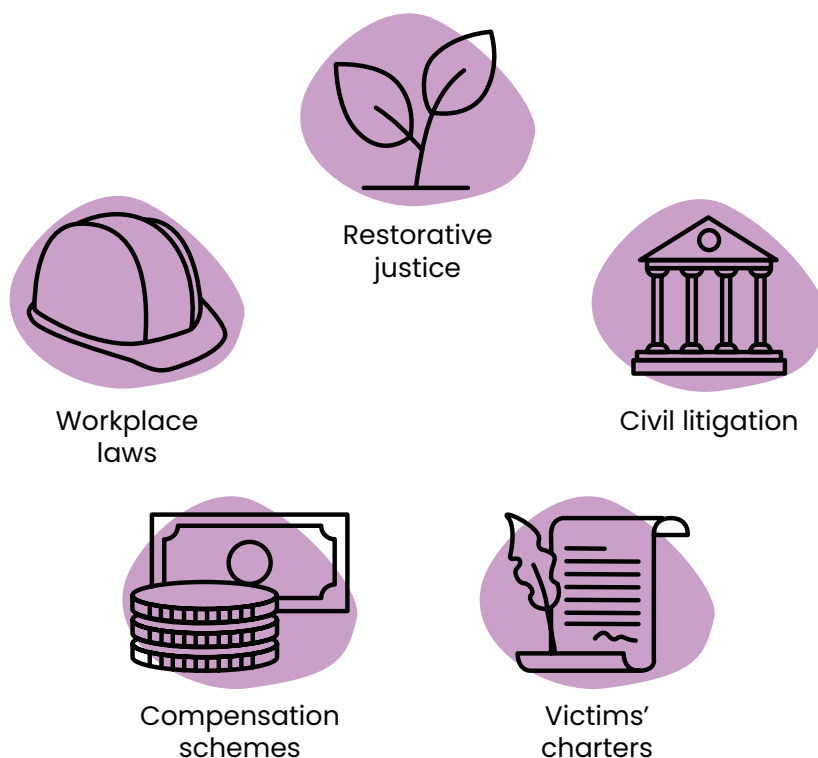 Restorative
justice
Workplace
laws
Civil litigation
Compensation
schemes
Victims’
charters